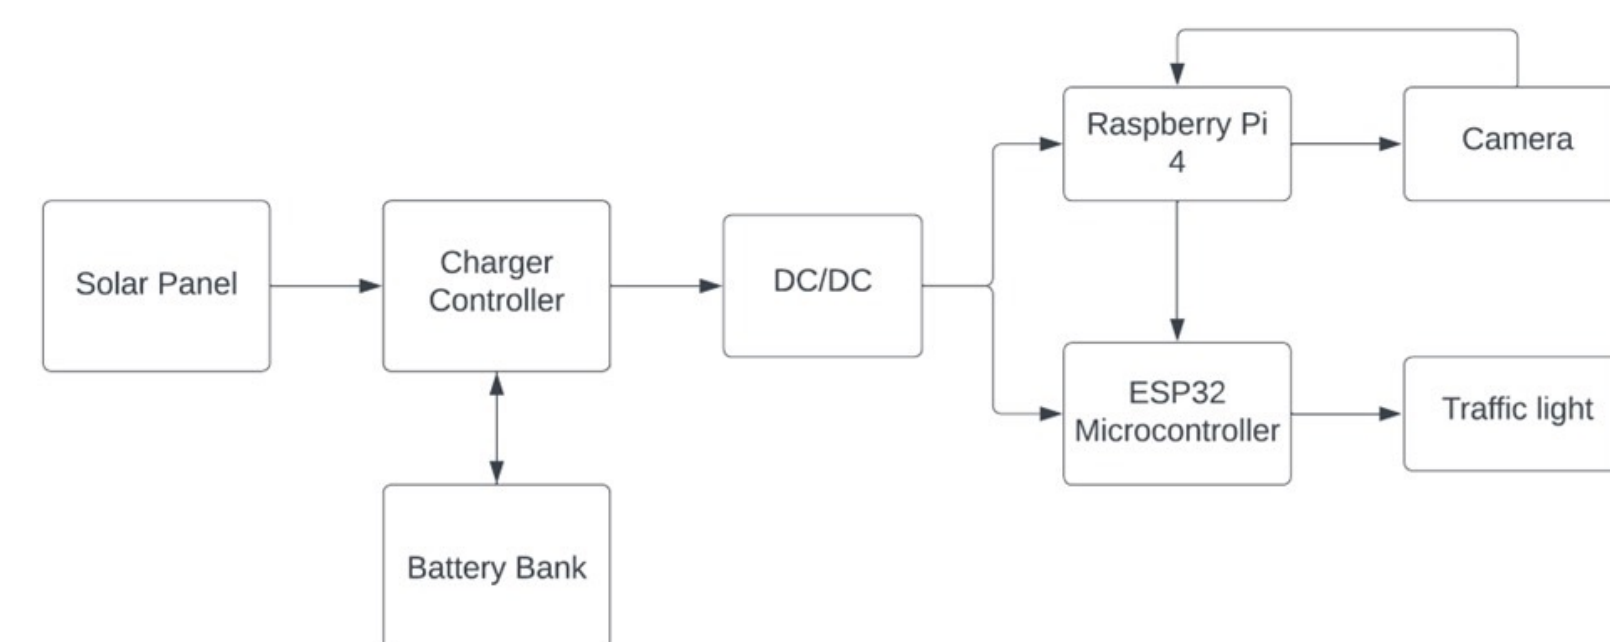 Raspberry Pi
4
Camera
Solar Panel
Charger
Controller
DC/DC
ESP32
Microcontroller
Traffic light
Battery Bank